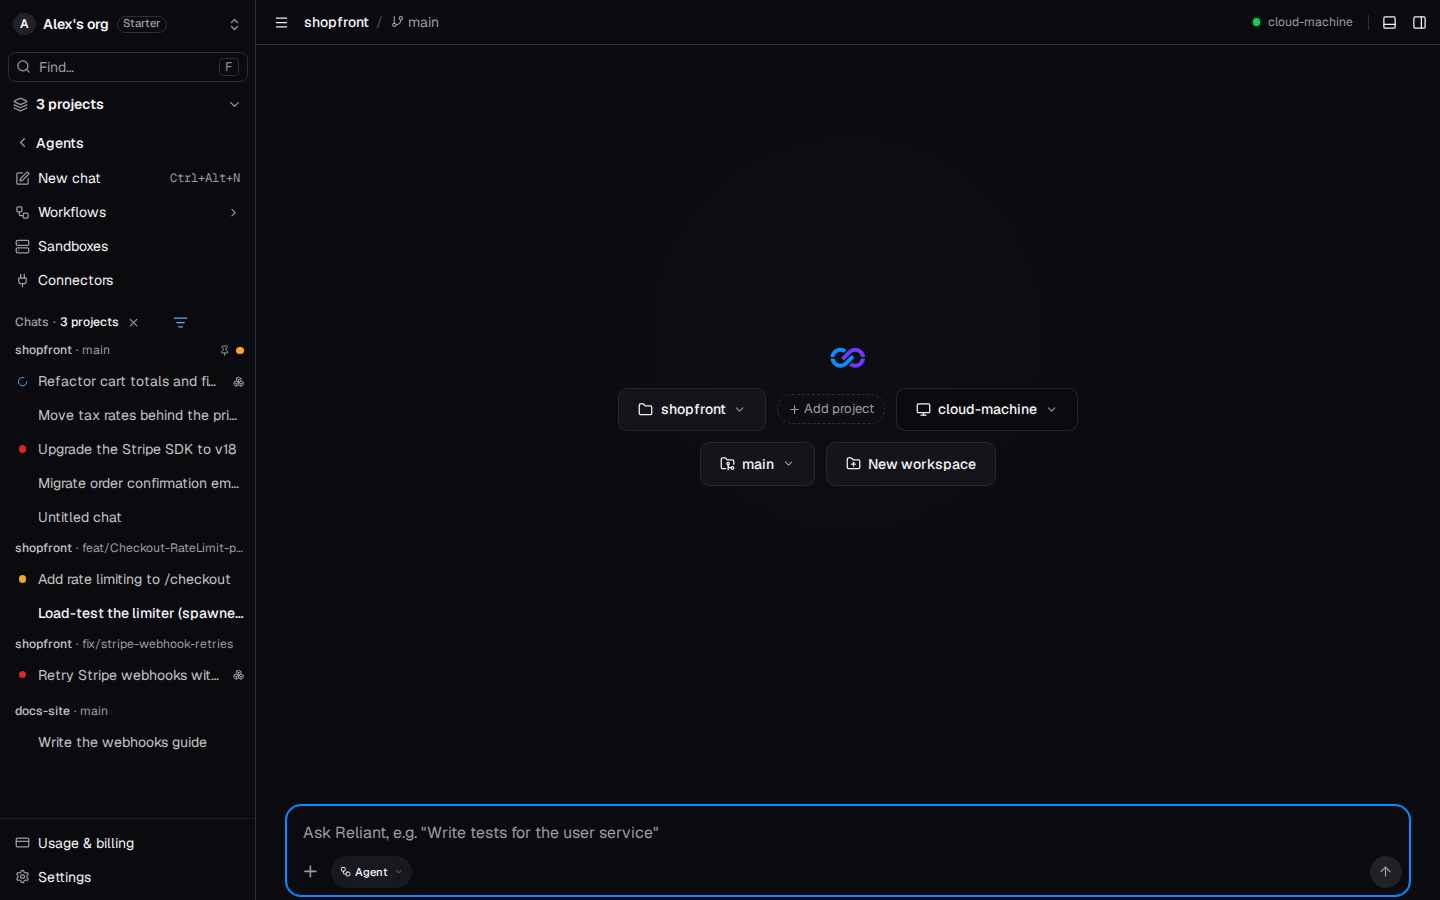 A Alex's org Starter
Find... F
3 projects
Agents
New chat Ctrl+Alt+N
Workflows
Sandboxes
Connectors
Chats · 3 projects
shopfront · main
Refactor cart totals and fi...
Move tax rates behind the pri...
Upgrade the Stripe SDK to v18
Migrate order confirmation em...
Untitled chat
shopfront · feat/Checkout-RateLimit-p...
Add rate limiting to /checkout
Load-test the limiter (spawne...
shopfront · fix/stripe-webhook-retries
Retry Stripe webhooks wit...
docs-site · main
Write the webhooks guide
Usage & billing
Settings
shopfront / main
cloud-machine
shopfront
Add project
cloud-machine
main
New workspace
Ask Reliant, e.g. "Write tests for the user service"
Agent